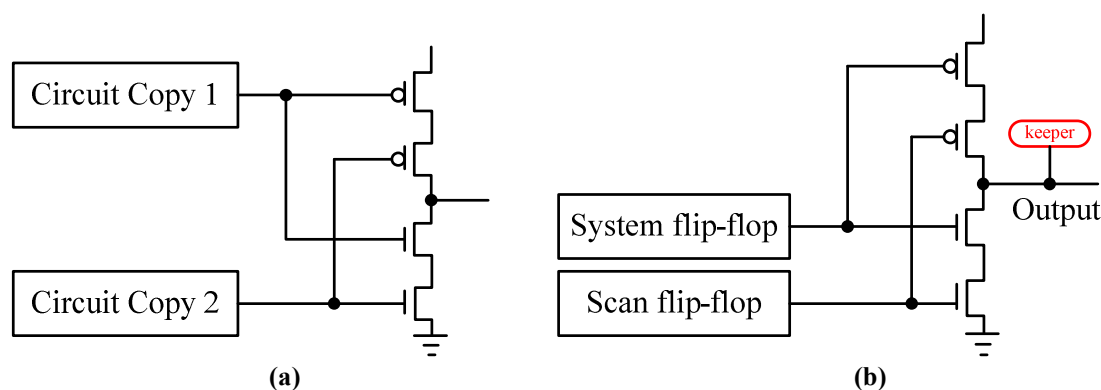 Circuit Copy 1
Circuit Copy 2
(a)
keeper
System flip-flop
Output
Scan flip-flop
(b)